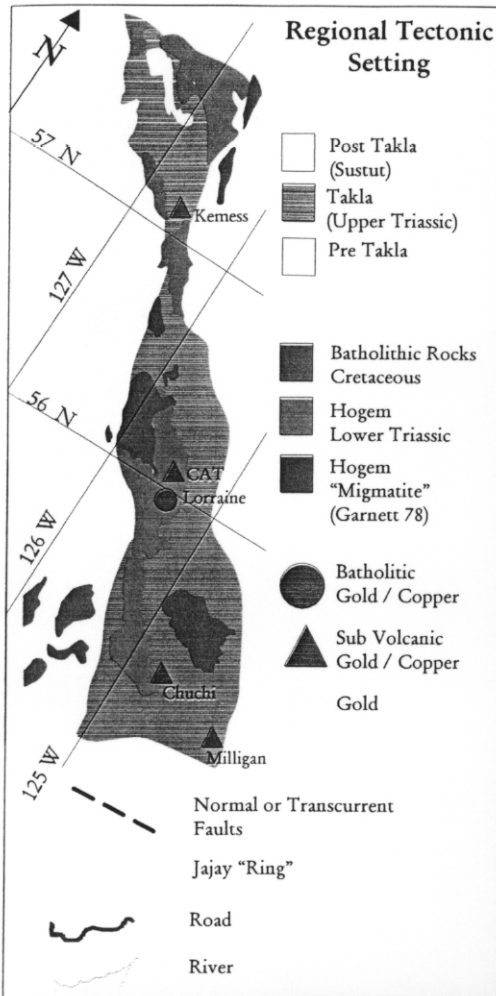 Regional Tectonic
Setting
N
57 N
127 W
56 N
126 W
125 W
Kemess
CAT
Lorraine
Chuchi
Milligan
Post Takla
(Sustut)
Takla
(Upper Triassic)
Pre Takla
Batholithic Rocks
Cretaceous
Hogem
Lower Triassic
Hogem
"Migmatite"
(Garnett 78)
Batholitic
Gold / Copper
Sub Volcanic
Gold / Copper
Gold
Normal or Transcurrent
Faults
Jajay "Ring"
Road
River